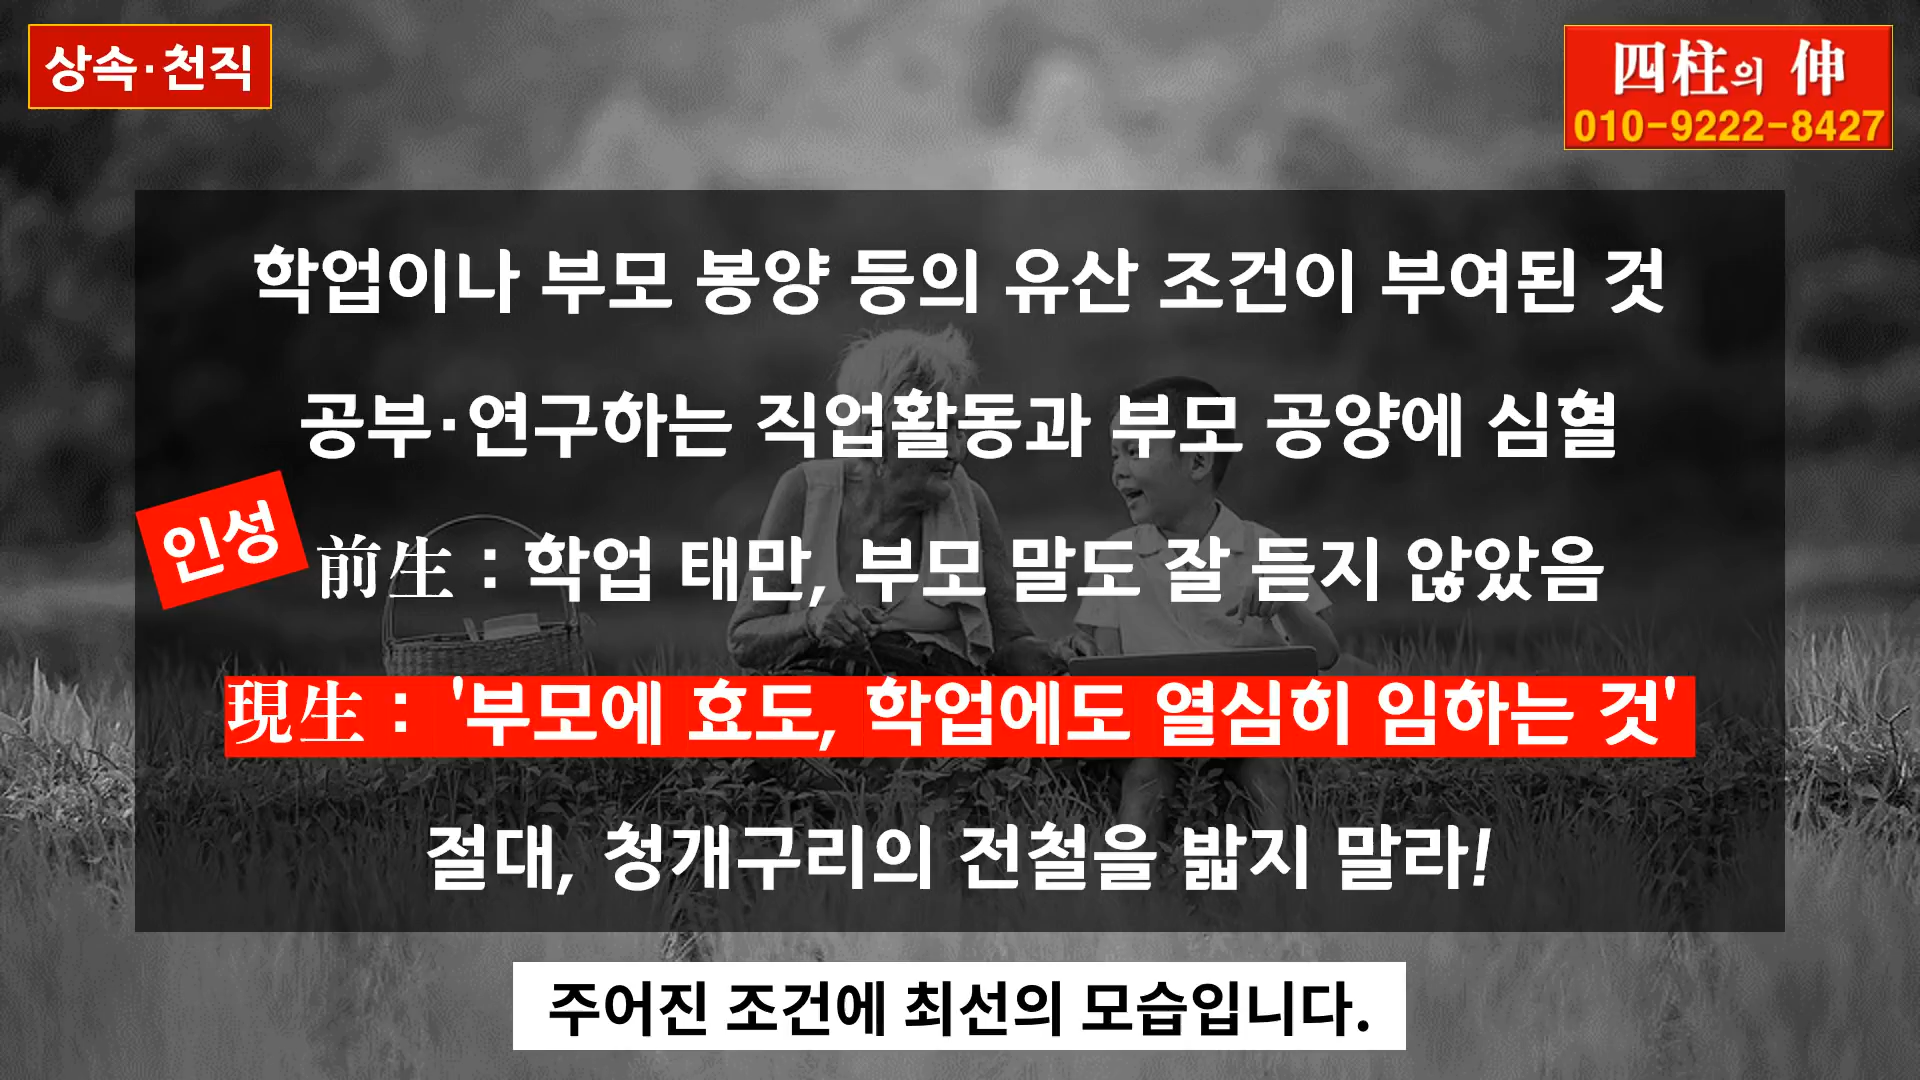 상속·천직
四柱의 伸
010-9222-8427
학업이나 부모 봉양 등의 유산 조건이 부여된 것
공부·연구하는 직업활동과 부모 공양에 심혈
인성
前生 : 학업 태만, 부모 말도 잘 듣지 않았음
現生 : '부모에 효도, 학업에도 열심히 임하는 것'
절대, 청개구리의 전철을 밟지 말라!
주어진 조건에 최선의 모습입니다.